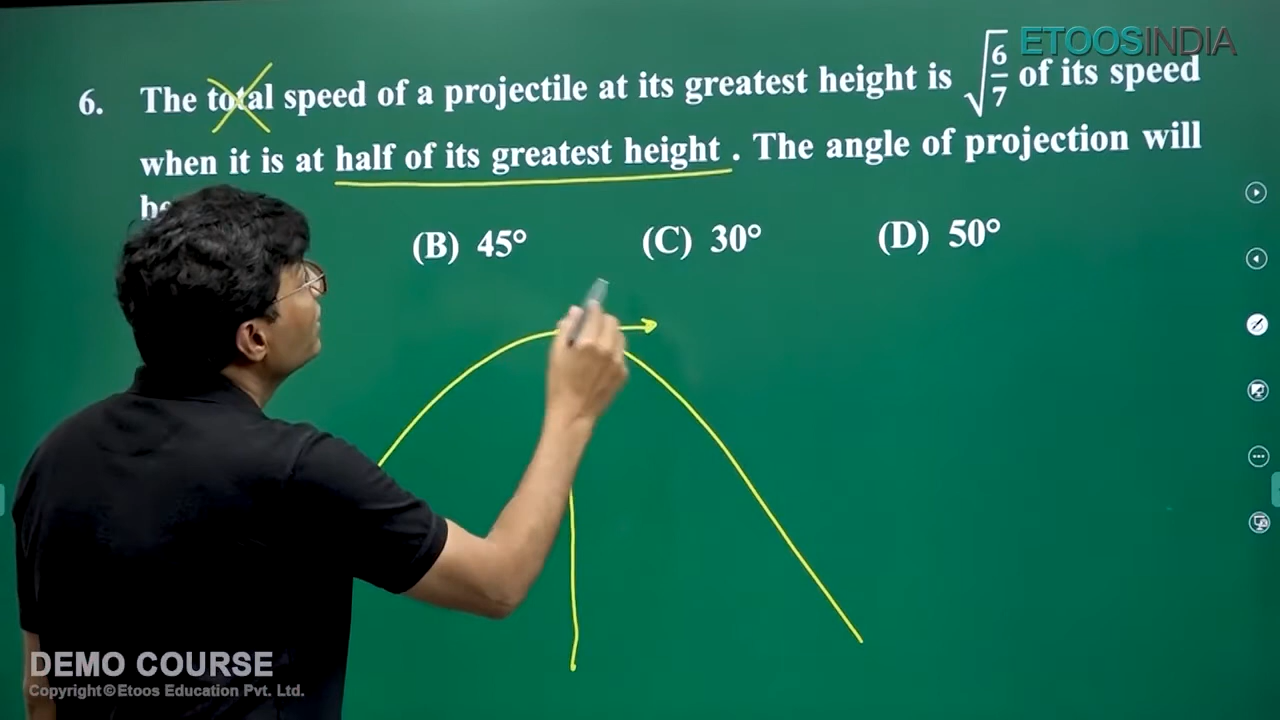 ETOOSINDIA
6. The total speed of a projectile at its greatest height is √6/7 of its speed
when it is at half of its greatest height . The angle of projection will
(B) 45° (C) 30° (D) 50°
DEMO COURSE
Copyright©Etoos Education Pvt. Ltd.